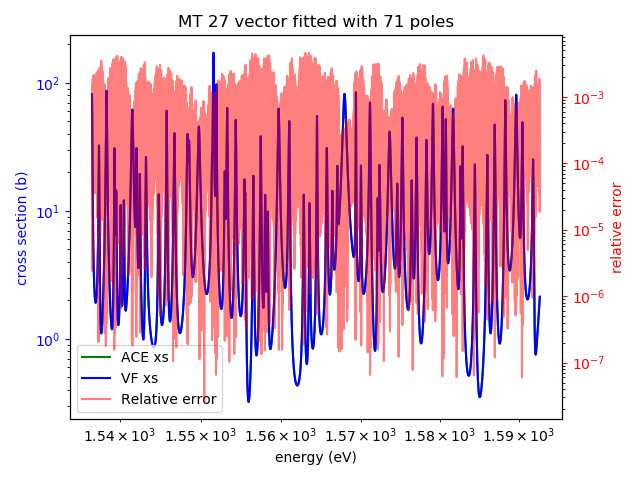 MT 27 vector fitted with 71 poles
10² 10¹ 10⁰
cross section (b)
10⁻³ 10⁻⁴ 10⁻⁵ 10⁻⁶ 10⁻⁷
relative error
ACE xs
VF xs
Relative error
1.54 × 10³ 1.55 × 10³ 1.56 × 10³ 1.57 × 10³ 1.58 × 10³ 1.59 × 10³
energy (eV)